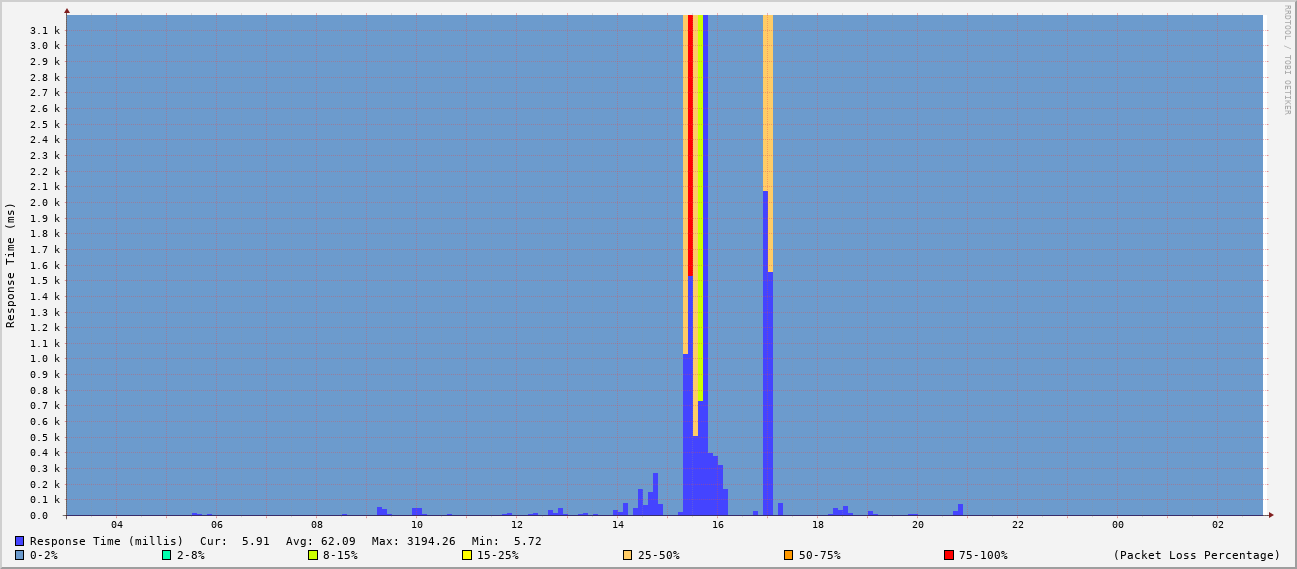 RRDTOOL / TOBI OETIKER
Response Time (ms)
3.1 k
3.0 k
2.9 k
2.8 k
2.7 k
2.6 k
2.5 k
2.4 k
2.3 k
2.2 k
2.1 k
2.0 k
1.9 k
1.8 k
1.7 k
1.6 k
1.5 k
1.4 k
1.3 k
1.2 k
1.1 k
1.0 k
0.9 k
0.8 k
0.7 k
0.6 k
0.5 k
0.4 k
0.3 k
0.2 k
0.1 k
0.0
04 06 08 10 12 14 16 18 20 22 00 02
Response Time (millis) Cur: 5.91 Avg: 62.09 Max: 3194.26 Min: 5.72
0-2% 2-8% 8-15% 15-25% 25-50% 50-75% 75-100% (Packet Loss Percentage)